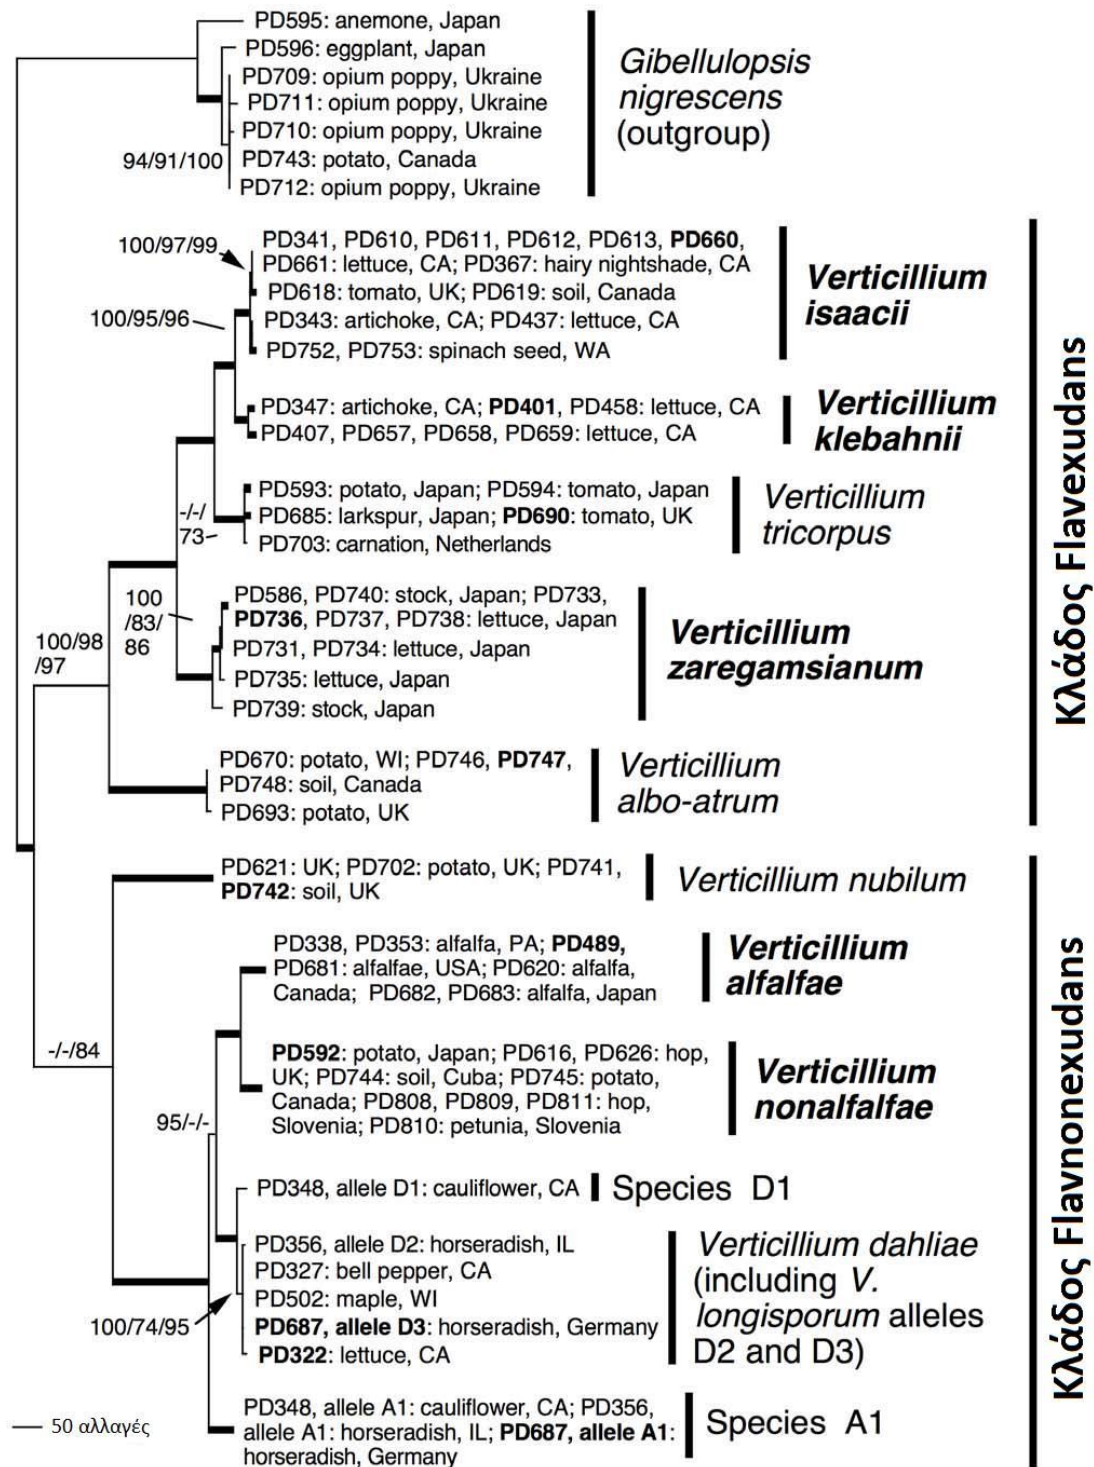 PD595: anemone, Japan
PD596: eggplant, Japan
PD709: opium poppy, Ukraine
PD711: opium poppy, Ukraine
PD710: opium poppy, Ukraine
94/91/100
PD743: potato, Canada
PD712: opium poppy, Ukraine
Gibellulopsis
nigrescens
(outgroup)
100/97/99
PD341, PD610, PD611, PD612, PD613, PD660,
PD661: lettuce, CA; PD367: hairy nightshade, CA
PD618: tomato, UK; PD619: soil, Canada
100/95/96
PD343: artichoke, CA; PD437: lettuce, CA
PD752, PD753: spinach seed, WA
Verticillium
isaacii
PD347: artichoke, CA; PD401, PD458: lettuce, CA
PD407, PD657, PD658, PD659: lettuce, CA
Verticillium
klebahnii
-/-/
73
PD593: potato, Japan; PD594: tomato, Japan
PD685: larkspur, Japan; PD690: tomato, UK
PD703: carnation, Netherlands
Verticillium
tricorpus
100
/83/
86
PD586, PD740: stock, Japan; PD733,
PD736, PD737, PD738: lettuce, Japan
PD731, PD734: lettuce, Japan
PD735: lettuce, Japan
PD739: stock, Japan
Verticillium
zaregamsianum
100/98
/97
PD670: potato, WI; PD746, PD747,
PD748: soil, Canada
PD693: potato, UK
Verticillium
albo-atrum
Κλάδος Flavexudans
PD621: UK; PD702: potato, UK; PD741,
PD742: soil, UK
Verticillium nubilum
PD338, PD353: alfalfa, PA; PD489,
PD681: alfalfae, USA; PD620: alfalfa,
Canada; PD682, PD683: alfalfa, Japan
Verticillium
alfalfae
-/-/84
PD592: potato, Japan; PD616, PD626: hop,
UK; PD744: soil, Cuba; PD745: potato,
Canada; PD808, PD809, PD811: hop,
Slovenia; PD810: petunia, Slovenia
Verticillium
nonalfalfae
95/-/-
PD348, allele D1: cauliflower, CA
Species D1
PD356, allele D2: horseradish, IL
PD327: bell pepper, CA
PD502: maple, WI
PD687, allele D3: horseradish, Germany
PD322: lettuce, CA
100/74/95
Verticillium dahliae
(including V.
longisporum alleles
D2 and D3)
PD348, allele A1: cauliflower, CA; PD356,
allele A1: horseradish, IL; PD687, allele A1:
horseradish, Germany
Species A1
Κλάδος Flavnonexudans
50 αλλαγές